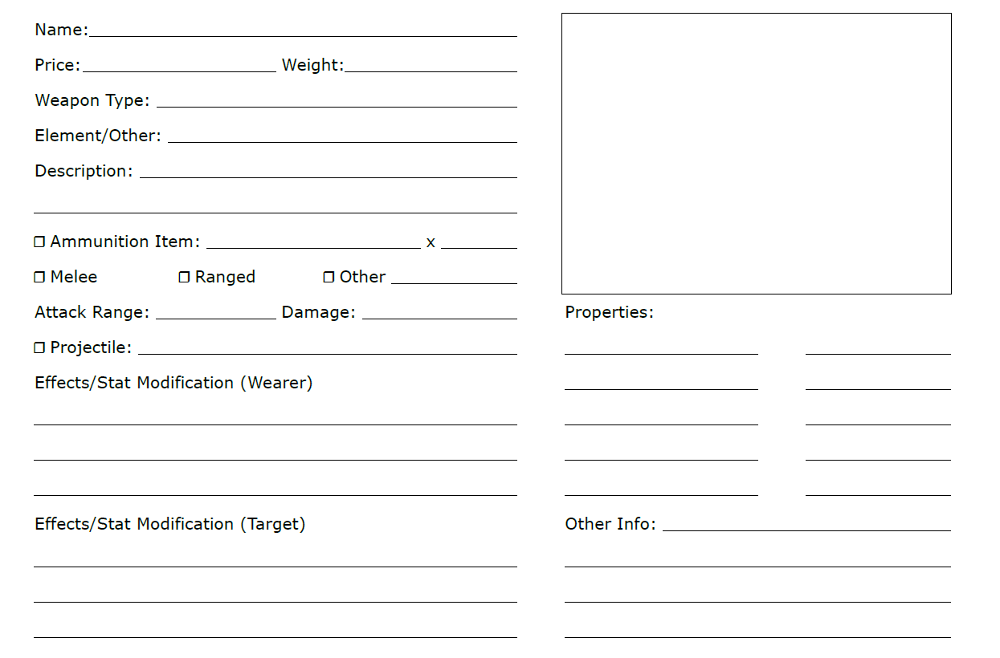 Name:
Price: Weight:
Weapon Type:
Element/Other:
Description:
Ammunition Item: x
Melee Ranged Other
Attack Range: Damage:
Projectile:
Effects/Stat Modification (Wearer)
Effects/Stat Modification (Target)
Properties:
Other Info: